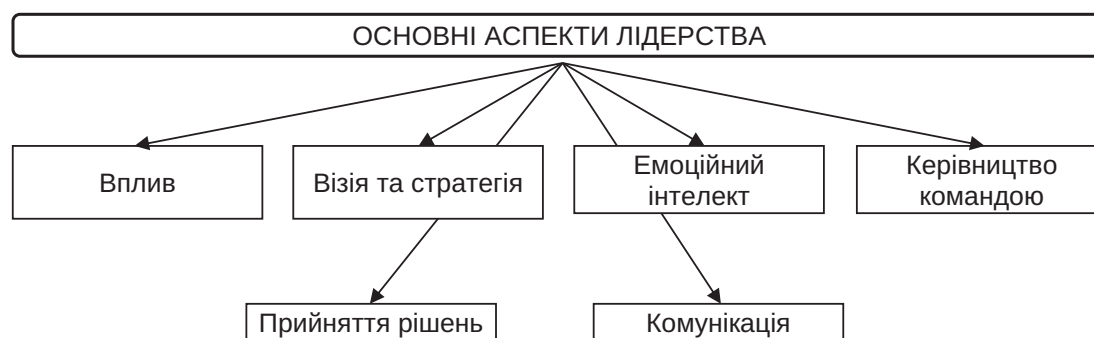 ОСНОВНІ АСПЕКТИ ЛІДЕРСТВА
Вплив
Візія та стратегія
Емоційний
інтелект
Керівництво
командою
Прийняття рішень
Комунікація